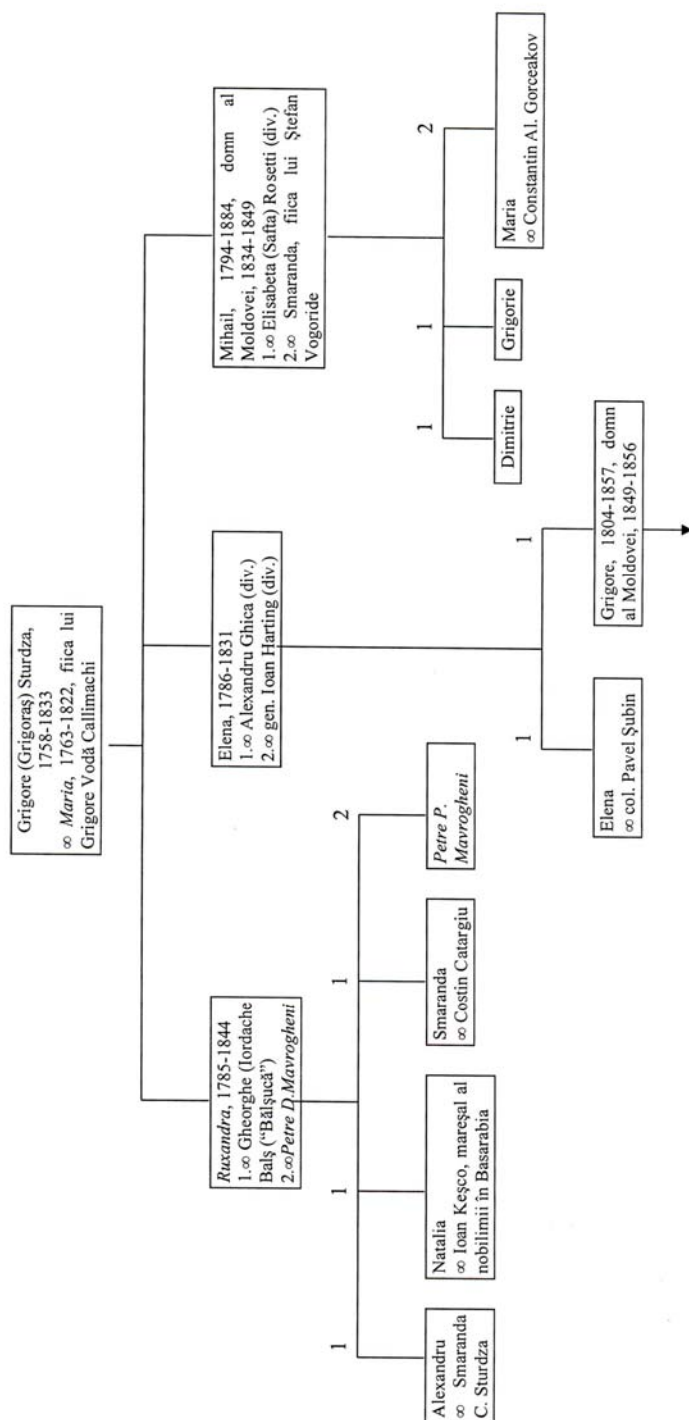 Grigore (Grigoraş) Sturdza,
1758-1833
∞ Maria, 1763-1822, fiica lui
Grigore Vodă Callimachi
Ruxandra, 1785-1844
1.∞ Gheorghe (Iordache
Balş (“Bălşucă”)
2.∞Petre D.Mavrogheni
Elena, 1786-1831
1.∞ Alexandru Ghica (div.)
2.∞ gen. Ioan Harting (div.)
Mihail, 1794-1884, domn al
Moldovei, 1834-1849
1.∞ Elisabeta (Safta) Rosetti (div.)
2.∞ Smaranda, fiica lui Ştefan
Vogoride
1
1
1
2
1
1
2
Alexandru
∞ Smaranda
C. Sturdza
Natalia
∞ Ioan Keşco, mareşal al
nobilimii în Basarabia
Smaranda
∞ Costin Catargiu
Petre P.
Mavrogheni
Dimitrie
Grigorie
Maria
∞ Constantin Al. Gorceakov
1
1
Elena
∞ col. Pavel Şubin
Grigore, 1804-1857, domn
al Moldovei, 1849-1856